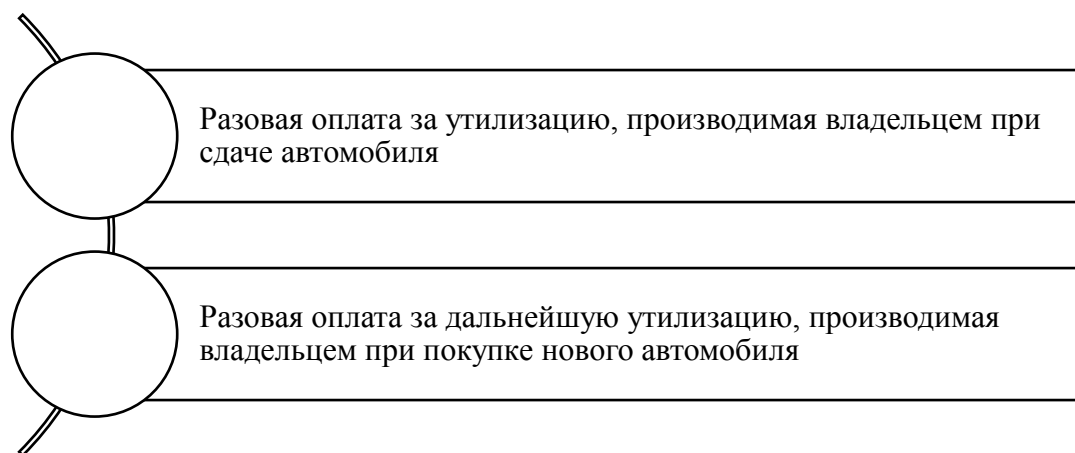 Разовая оплата за утилизацию, производимая владельцем при
сдаче автомобиля
Разовая оплата за дальнейшую утилизацию, производимая
владельцем при покупке нового автомобиля